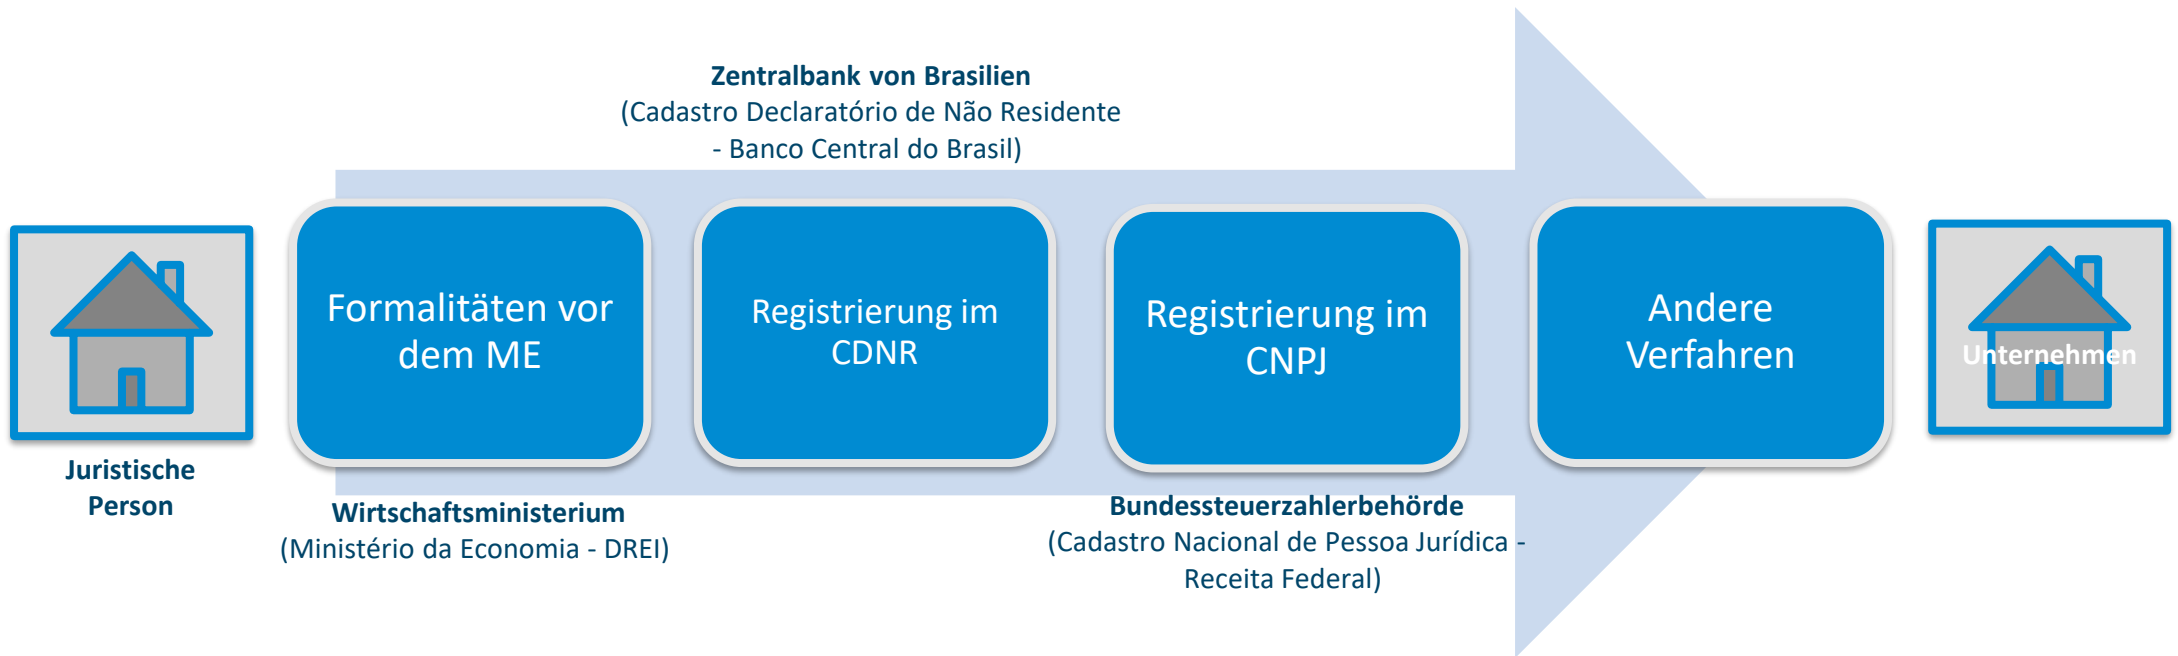 Zentralbank von Brasilien
(Cadastro Declaratório de Não Residente
- Banco Central do Brasil)
Juristische
Person
Formalitäten vor
dem ME
Wirtschaftsministerium
(Ministério da Economia - DREI)
Registrierung im
CDNR
Registrierung im
CNPJ
Bundessteuerzahlerbehörde
(Cadastro Nacional de Pessoa Jurídica -
Receita Federal)
Andere
Verfahren
Unternehmen